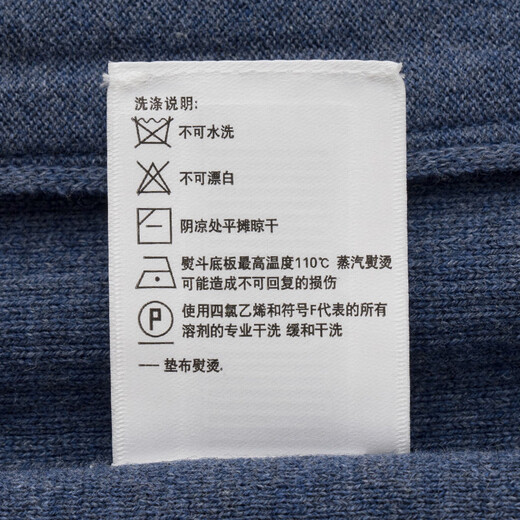 洗涤说明:
不可水洗
不可漂白
阴凉处平摊晾干
熨斗底板最高温度110℃ 蒸汽熨烫
可能造成不可回复的损伤
P 使用四氯乙烯和符号F代表的所有
溶剂的专业干洗 缓和干洗
— 垫布熨烫.